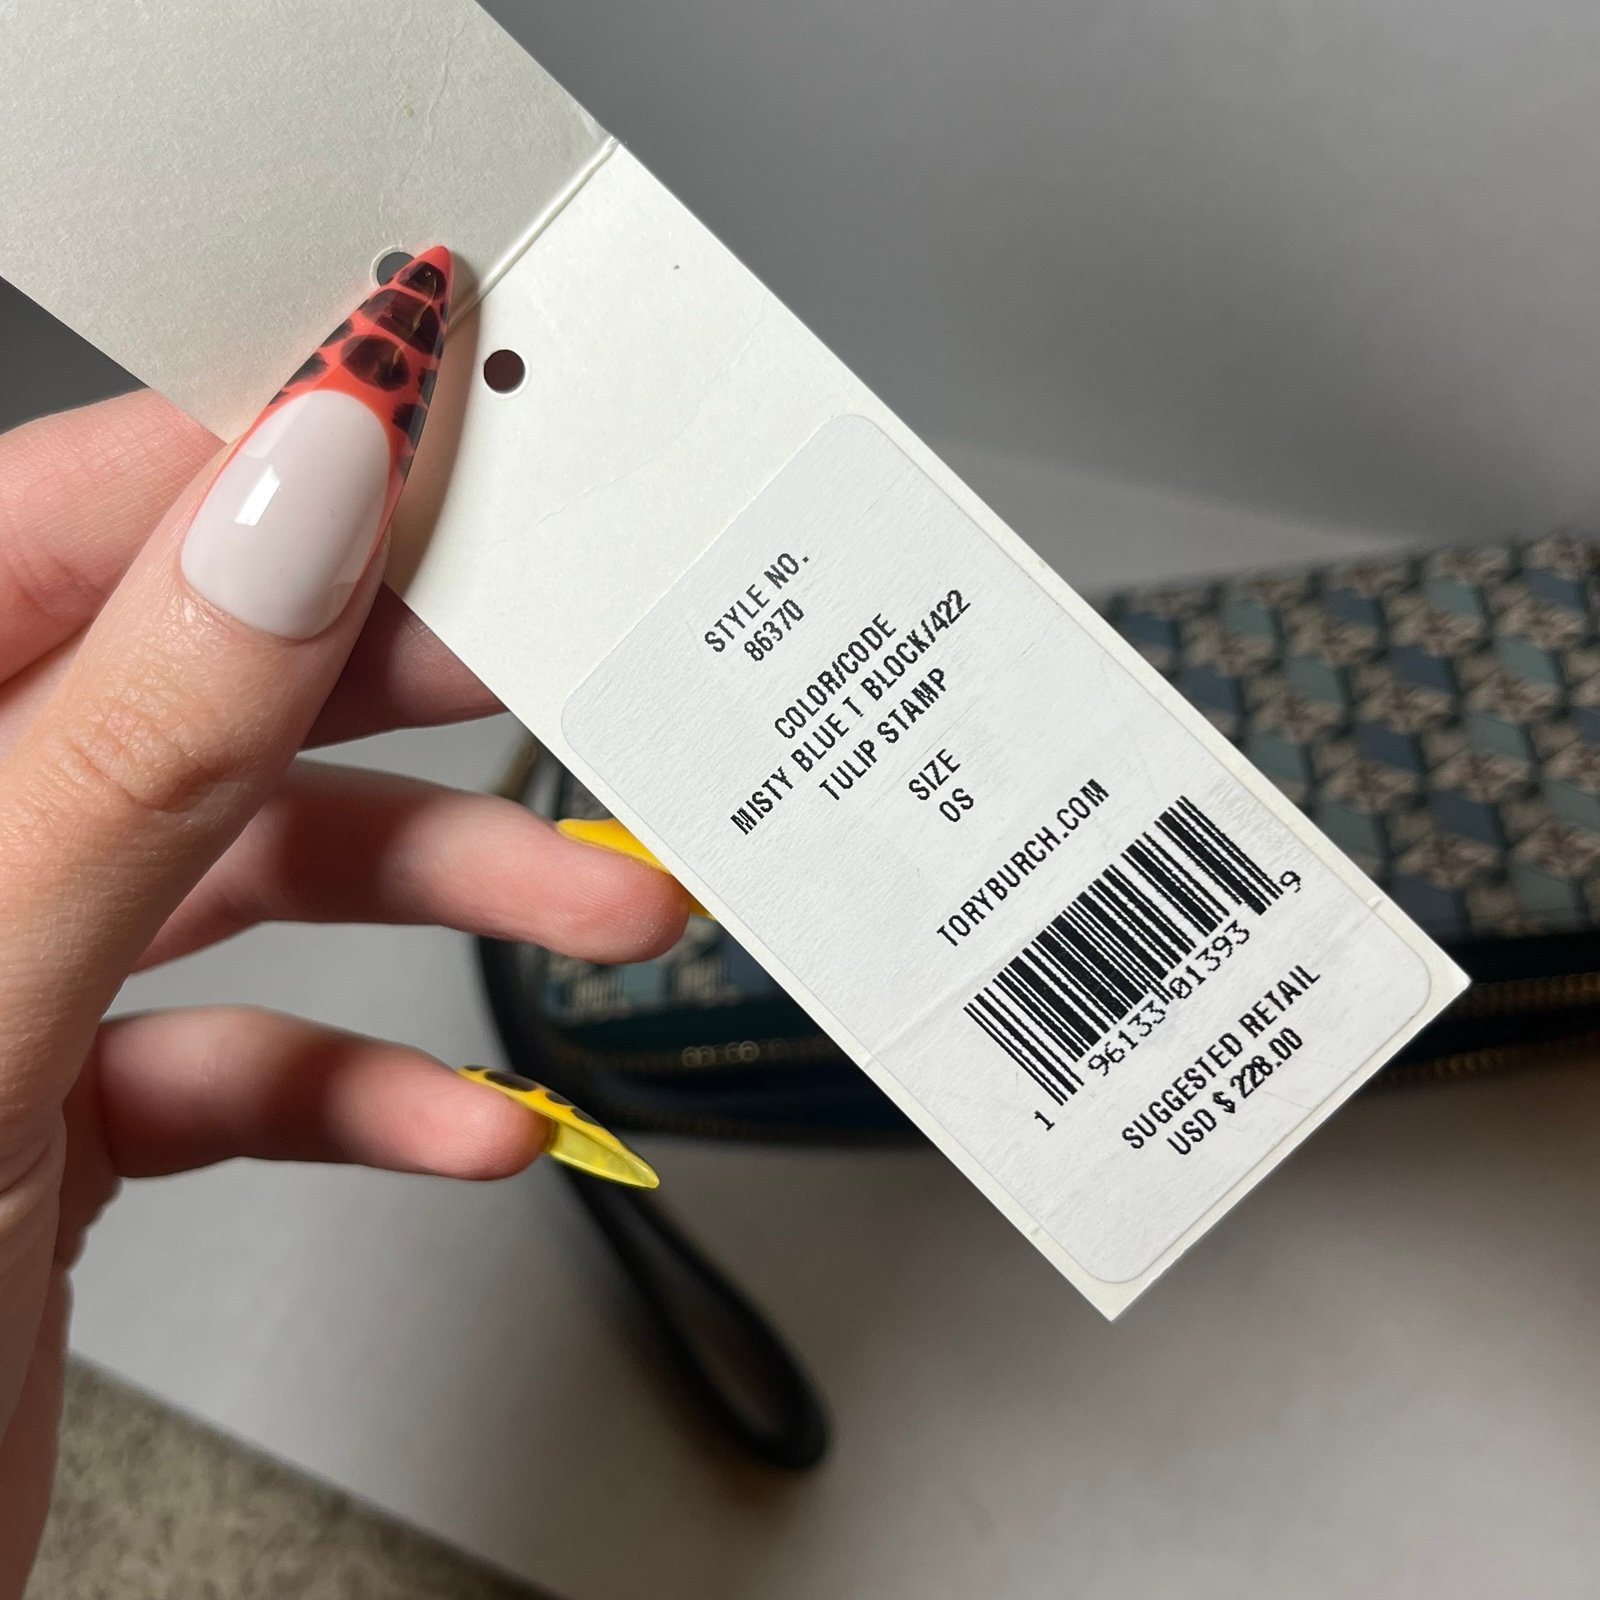 STYLE NO.
86370
COLOR/CODE
MISTY BLUE T BLOCK/422
TULIP STAMP
SIZE
OS
TORYBURCH.COM
1 96133 01393 9
SUGGESTED RETAIL
USD $ 228.00